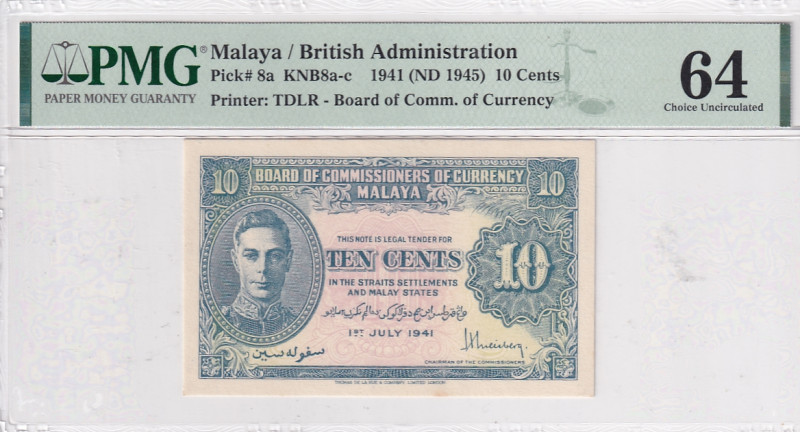 PMG®
PAPER MONEY GUARANTY
Malaya / British Administration
Pick# 8a KNB8a-c 1941 (ND 1945) 10 Cents
Printer: TDLR - Board of Comm. of Currency
64
Choice Uncirculated
10 BOARD OF COMMISSIONERS OF CURRENCY 10
MALAYA
THIS NOTE IS LEGAL TENDER FOR
TEN CENTS
10
IN THE STRAITS SETTLEMENTS
AND MALAY STATES
1ST JULY 1941
سڤوله سين
CHAIRMAN OF THE COMMISSIONERS
THOMAS DE LA RUE & COMPANY, LIMITED, LONDON